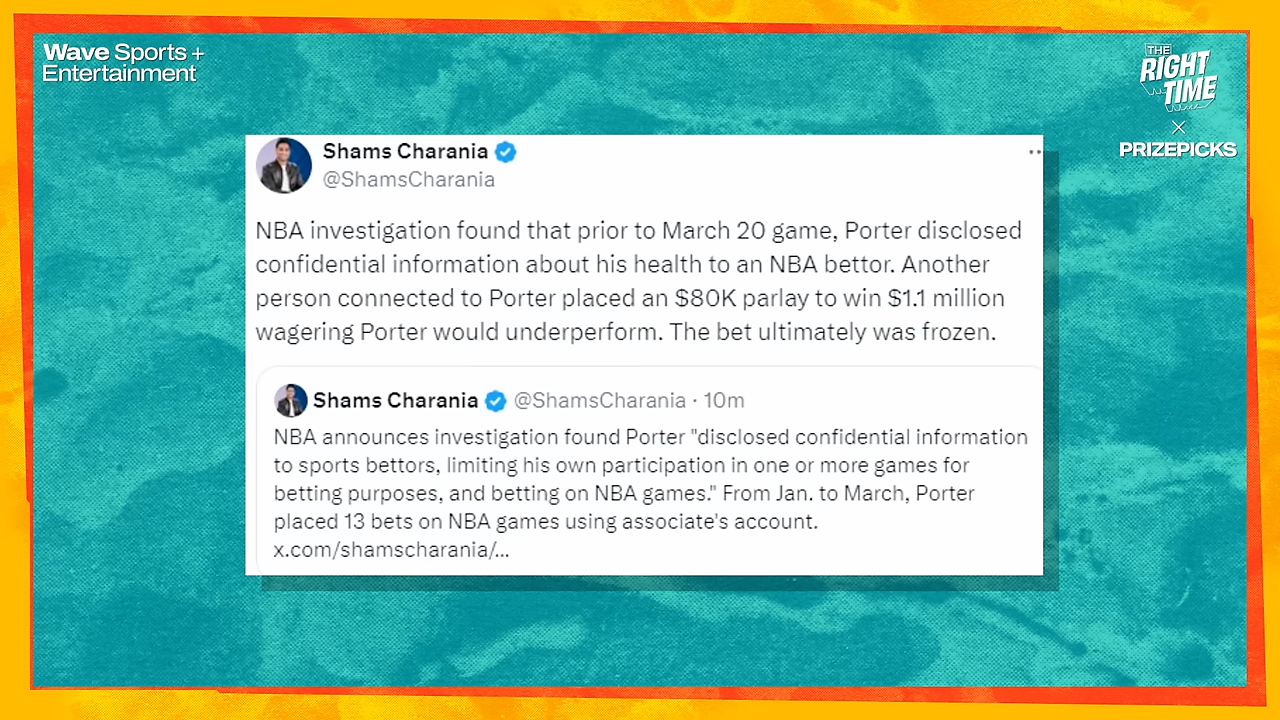 Wave Sports +
Entertainment
THE
RIGHT
TIME
X
PRIZEPICKS
Shams Charania
@ShamsCharania
NBA investigation found that prior to March 20 game, Porter disclosed
confidential information about his health to an NBA bettor. Another
person connected to Porter placed an $80K parlay to win $1.1 million
wagering Porter would underperform. The bet ultimately was frozen.
Shams Charania @ShamsCharania · 10m
NBA announces investigation found Porter "disclosed confidential information
to sports bettors, limiting his own participation in one or more games for
betting purposes, and betting on NBA games." From Jan. to March, Porter
placed 13 bets on NBA games using associate's account.
x.com/shamscharania/...